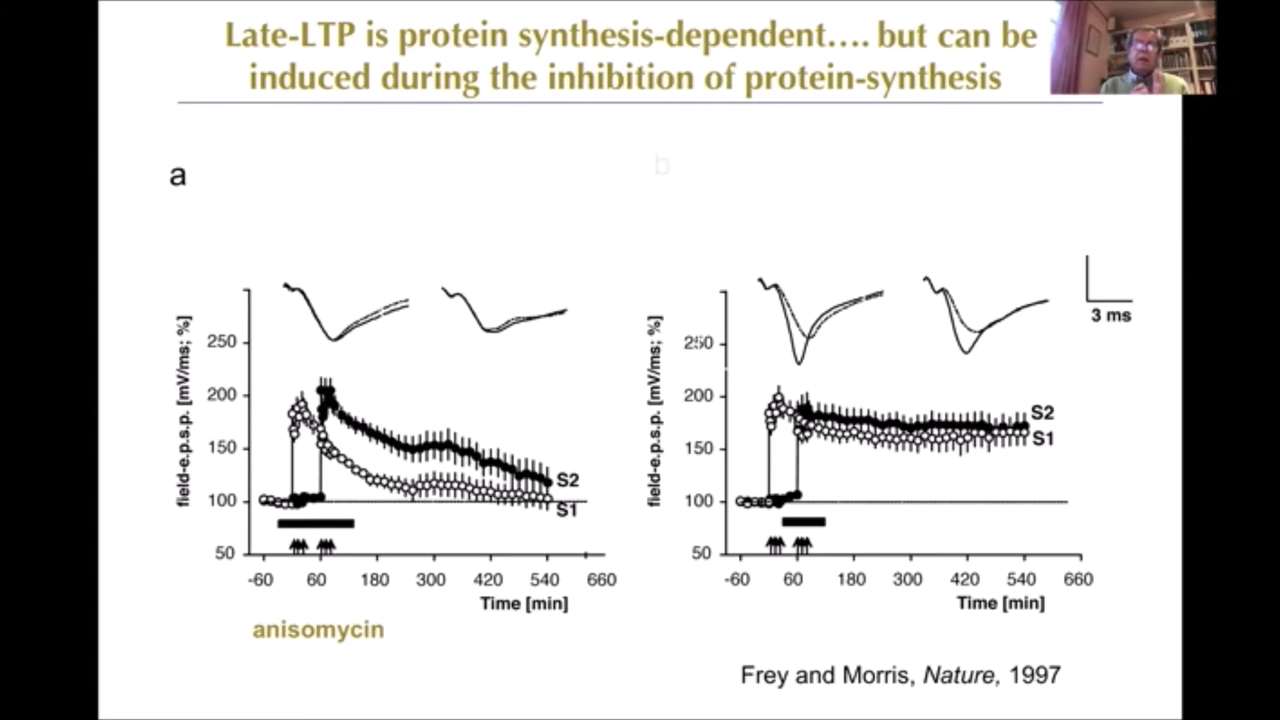 Late-LTP is protein synthesis-dependent.... but can be
induced during the inhibition of protein-synthesis
a
b
field-e.p.s.p. [mV/ms; %]
250
200
150
100
50
S2
S1
-60 60 180 300 420 540 660
Time [min]
anisomycin
field-e.p.s.p. [mV/ms; %]
250
200
150
100
50
3 ms
S2
S1
-60 60 180 300 420 540 660
Time [min]
Frey and Morris, Nature, 1997